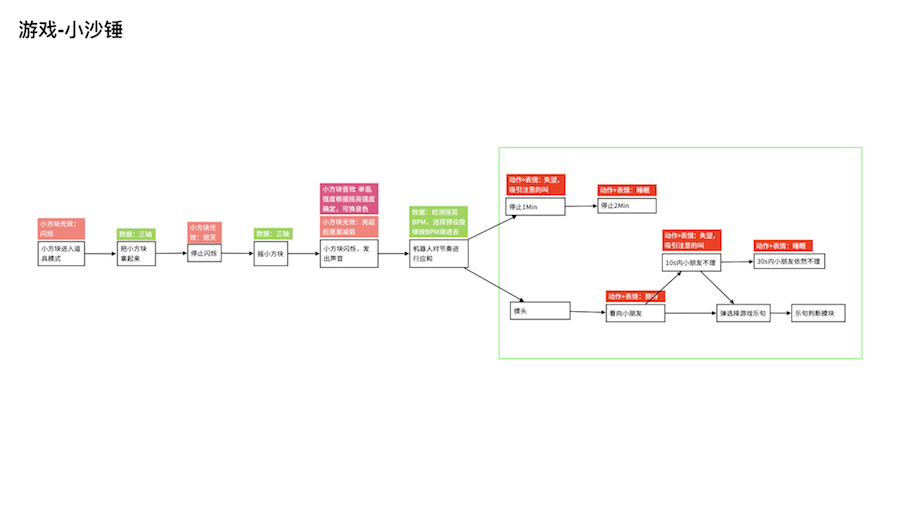 游戏-小沙锤
小方块光效：
闪烁
小方块进入道
具模式
数据：三轴
把小方块
拿起来
小方块光
效：熄灭
停止闪烁
数据：三轴
摇小方块
小方块音效 单音,
强度根据摇晃强度
确定，可换音色
小方块光效：亮起
后逐渐减弱
小方块闪烁，发
出声音
数据：检测摇晃
BPM，选择预设旋
律按BPM填进去
机器人对节奏进
行应和
动作+表情：失望，
吸引注意的叫
停止1Min
动作+表情：睡眠
停止2Min
动作+表情：失望，
吸引注意的叫
10s内小朋友不理
动作+表情：睡眠
30s内小朋友依然不理
摸头
动作+表情：
看向小朋友
弹选择游戏乐句
乐句判断模块